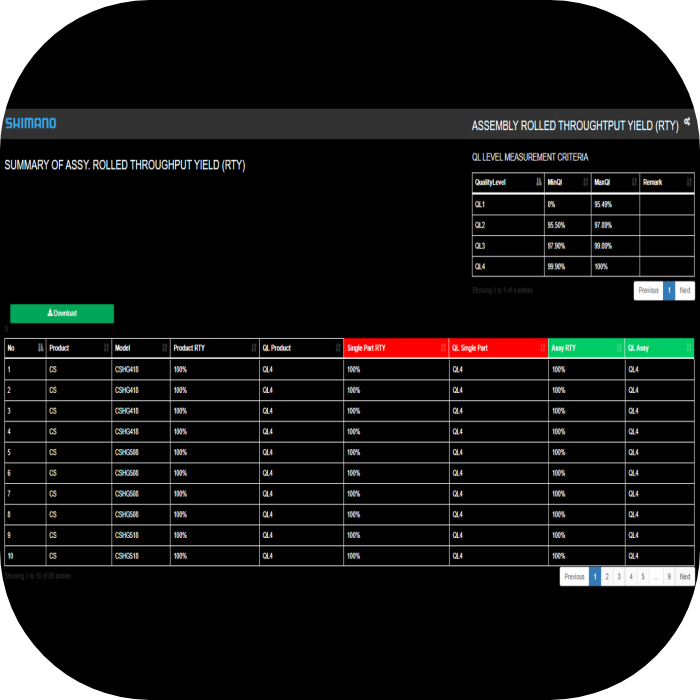 SHIMANO
ASSEMBLY ROLLED THROUGHTPUT YIELD (RTY)
SUMMARY OF ASSY. ROLLED THROUGHPUT YIELD (RTY)
QL LEVEL MEASUREMENT CRITERIA
QualityLevel MinQl MaxQl Remark
QL1 0% 95.49%
QL2 95.50% 97.89%
QL3 97.90% 99.89%
QL4 99.90% 100%
Showing 1 to 4 of 4 entries
Previous 1 Next
Download
No Product Model Product RTY QL Product Single Part RTY QL Single Part Assy RTY QL Assy
1 CS CSHG418 100% QL4 100% QL4 100% QL4
2 CS CSHG418 100% QL4 100% QL4 100% QL4
3 CS CSHG418 100% QL4 100% QL4 100% QL4
4 CS CSHG418 100% QL4 100% QL4 100% QL4
5 CS CSHG508 100% QL4 100% QL4 100% QL4
6 CS CSHG508 100% QL4 100% QL4 100% QL4
7 CS CSHG508 100% QL4 100% QL4 100% QL4
8 CS CSHG508 100% QL4 100% QL4 100% QL4
9 CS CSHG518 100% QL4 100% QL4 100% QL4
10 CS CSHG518 100% QL4 100% QL4 100% QL4
Showing 1 to 10 of 85 entries
Previous 1 2 3 4 5 ... 9 Next